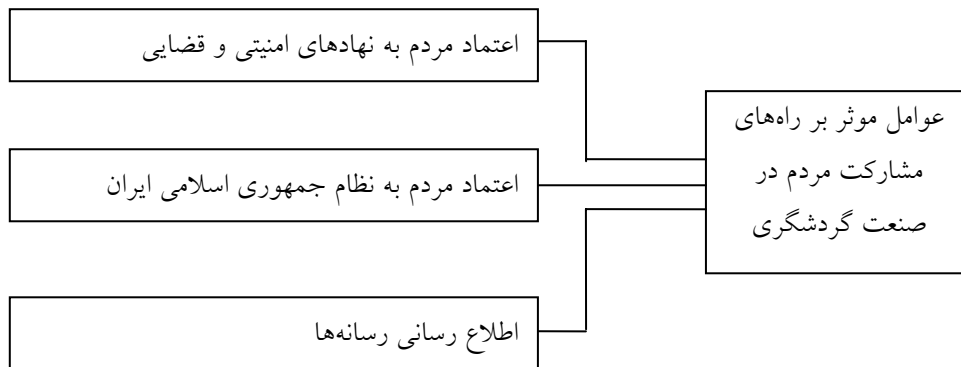 اعتماد مردم به نهادهای امنیتی و قضایی
عوامل موثر بر راه‌های
مشارکت مردم در
صنعت گردشگری
اعتماد مردم به نظام جمهوری اسلامی ایران
اطلاع رسانی رسانه‌ها